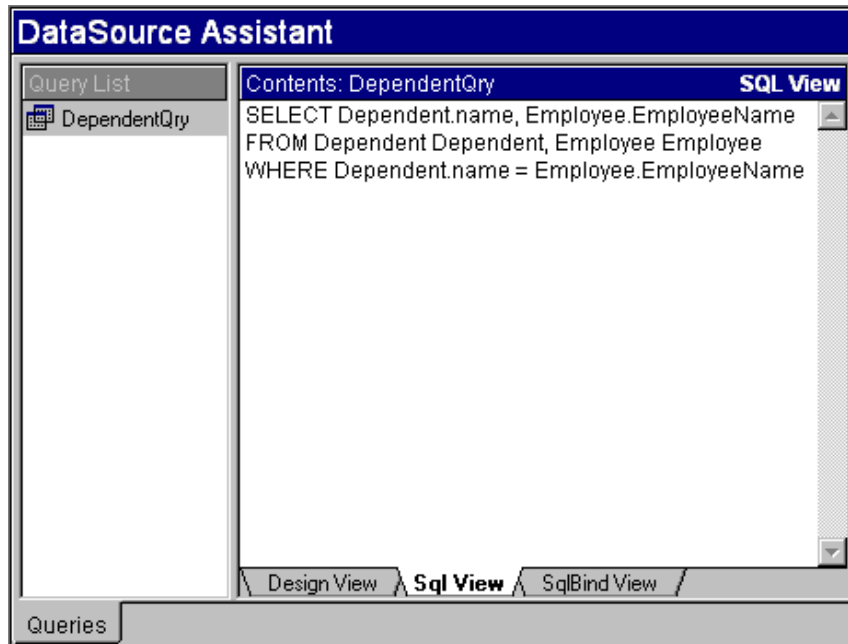 DataSource Assistant
Query List
DependentQry
Contents: DependentQry SQL View
SELECT Dependent.name, Employee.EmployeeName
FROM Dependent Dependent, Employee Employee
WHERE Dependent.name = Employee.EmployeeName
Design View Sql View SqlBind View
Queries